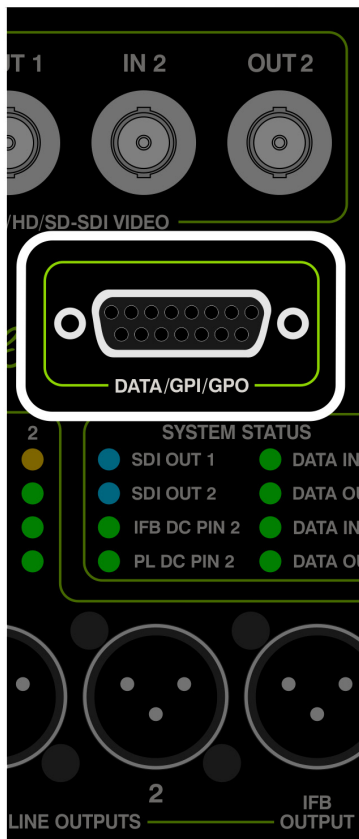 UT 1 IN 2 OUT 2
/HD/SD-SDI VIDEO
DATA/GPI/GPO
2 SYSTEM STATUS
SDI OUT 1 DATA IN
SDI OUT 2 DATA OU
IFB DC PIN 2 DATA IN
PL DC PIN 2 DATA OU
2
IFB
LINE OUTPUTS OUTPUT